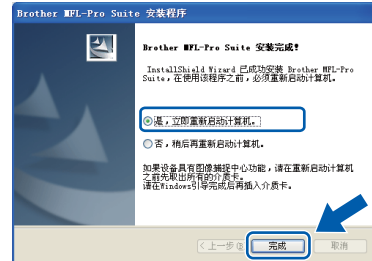 Brother MFL-Pro Suite 安装程序
Brother MFL-Pro Suite 安装完成!
InstallShield Wizard 已成功安装 Brother MFL-Pro
Suite,在使用该程序之前,必须重新启动计算机。
是,立即重新启动计算机。
否,稍后再重新启动计算机。
如果设备具有图像捕捉中心功能,请在重新启动计算机
之前先取出所有的介质卡。
请在Windows引导完成后再插入介质卡。
<上一步(B) 完成 取消